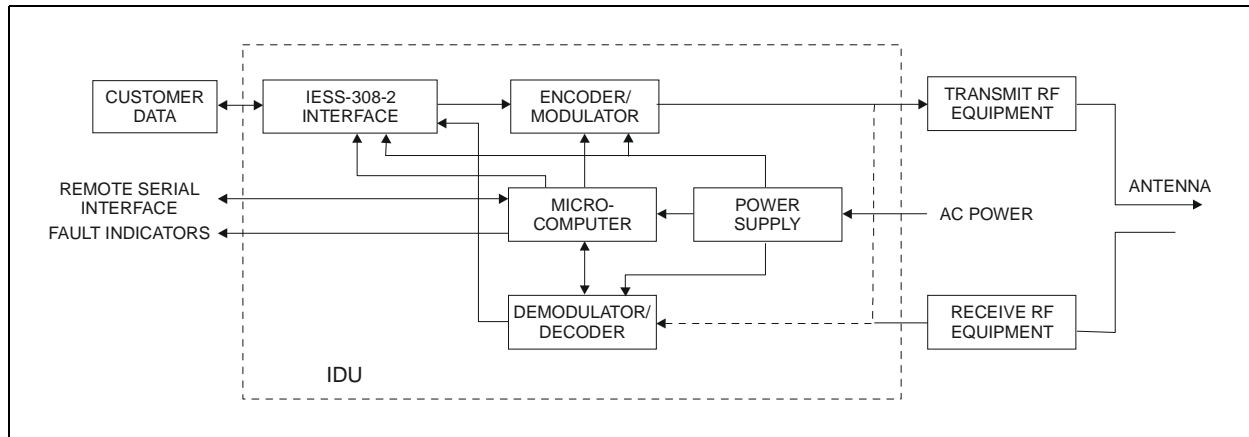 CUSTOMER
DATA
IESS-308-2
INTERFACE
ENCODER/
MODULATOR
TRANSMIT RF
EQUIPMENT
REMOTE SERIAL
INTERFACE
FAULT INDICATORS
MICRO-
COMPUTER
POWER
SUPPLY
AC POWER
ANTENNA
DEMODULATOR/
DECODER
RECEIVE RF
EQUIPMENT
IDU